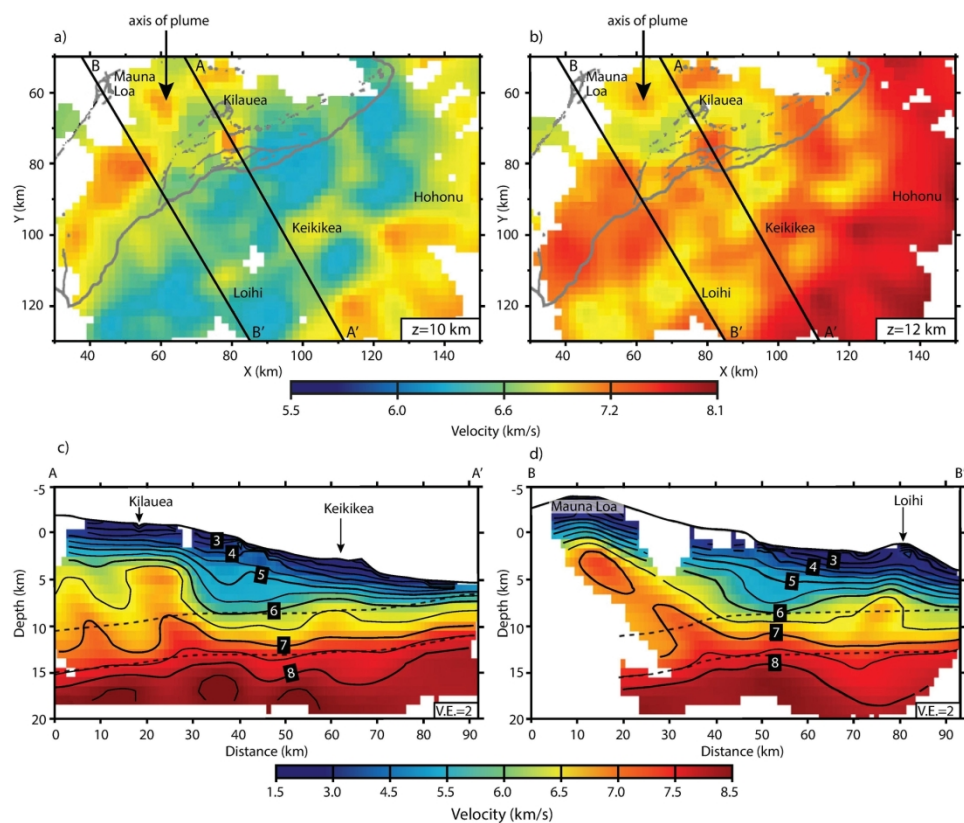 axis of plume
axis of plume
a)
b)
B
A
B
A
Mauna
Loa
Kilauea
Mauna
Loa
Kilauea
60
80
100
120
Y (km)
60
80
100
120
Y (km)
Hohonu
Hohonu
Keikikea
Keikikea
Loihi
Loihi
B'
A'
z=10 km
B'
A'
z=12 km
40 60 80 100 120 140
X (km)
40 60 80 100 120 140
X (km)
5.5 6.0 6.6 7.2 8.1
Velocity (km/s)
c)
d)
A
A'
B
B'
Kilauea
Keikikea
Mauna Loa
Loihi
-5
0
5
10
15
20
Depth (km)
3
4
5
6
7
8
V.E.=2
0 10 20 30 40 50 60 70 80 90
Distance (km)
-5
0
5
10
15
20
Depth (km)
3
4
5
6
7
8
V.E.=2
0 10 20 30 40 50 60 70 80 90
Distance (km)
1.5 3.0 4.5 5.5 6.0 6.5 7.0 7.5 8.5
Velocity (km/s)